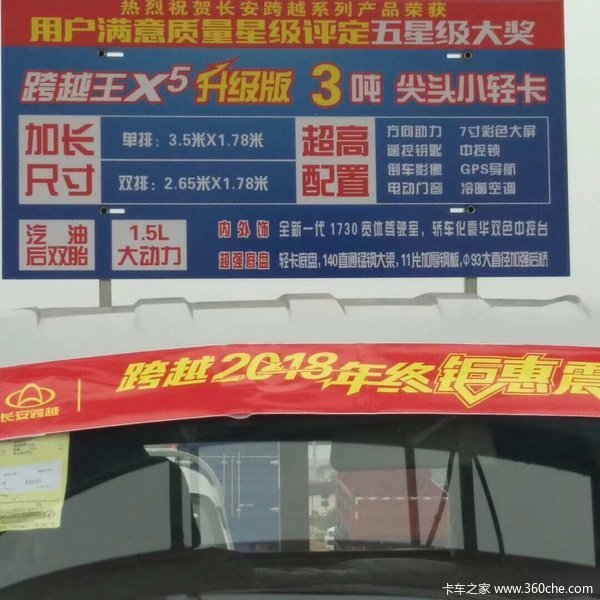 热烈祝贺长安跨越系列产品荣获
用户满意质量星级评定五星级大奖
跨越王X5升级版 3吨 尖头小轻卡
加长尺寸
单排：3.5米X1.78米
双排：2.65米X1.78米
超高配置
方向助力 7寸彩色大屏
遥控钥匙 中控锁
倒车影像 GPS导航
电动门窗 冷暖空调
汽油
后双胎
1.5L
大动力
内外饰 全新一代1730宽体驾驶室，轿车化豪华双色中控台
超强底盘 轻卡底盘，140直通锰钢大梁，11片加厚钢板，Φ93大直径加强后桥
长安跨越
跨越2018年终钜惠震
卡车之家 www.360che.com